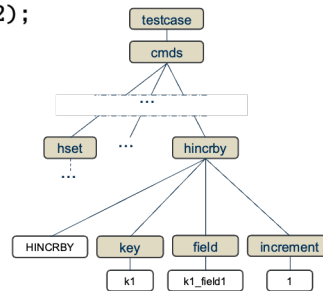 2);
testcase
cmds
...
hset ... hincrby
...
HINCRBY key field increment
k1 k1_field1 1